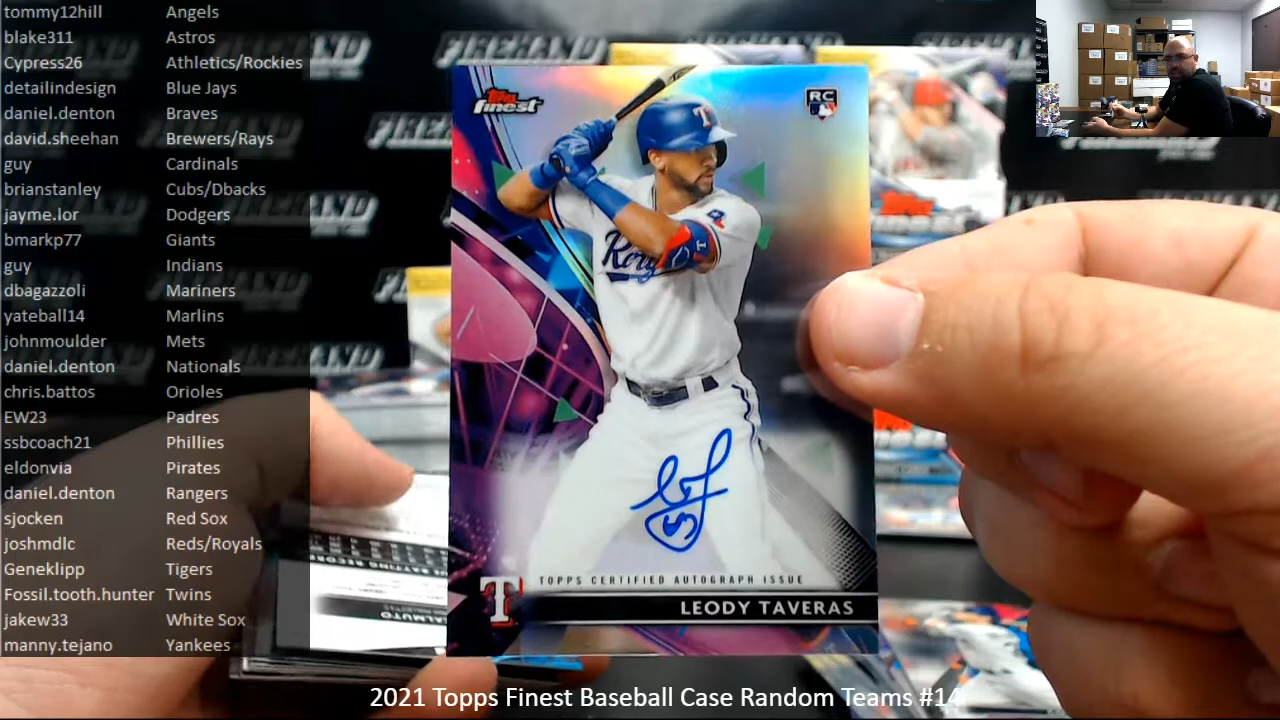 tommy12hill Angels
blake311 Astros
Cypress26 Athletics/Rockies
detailindesign Blue Jays
daniel.denton Braves
david.sheehan Brewers/Rays
guy Cardinals
brianstanley Cubs/Dbacks
jayme.lor Dodgers
bmarkp77 Giants
guy Indians
dbagazzoli Mariners
yateball14 Marlins
johnmoulder Mets
daniel.denton Nationals
chris.battos Orioles
EW23 Padres
ssbcoach21 Phillies
eldonvia Pirates
daniel.denton Rangers
sjocken Red Sox
joshmdlc Reds/Royals
Geneklipp Tigers
Fossil.tooth.hunter Twins
jakew33 White Sox
manny.tejano Yankees
FIREHAND
Topps finest
RC
T
TOPPS CERTIFIED AUTOGRAPH ISSUE
T
LEODY TAVERAS
2021 Topps Finest Baseball Case Random Teams #14